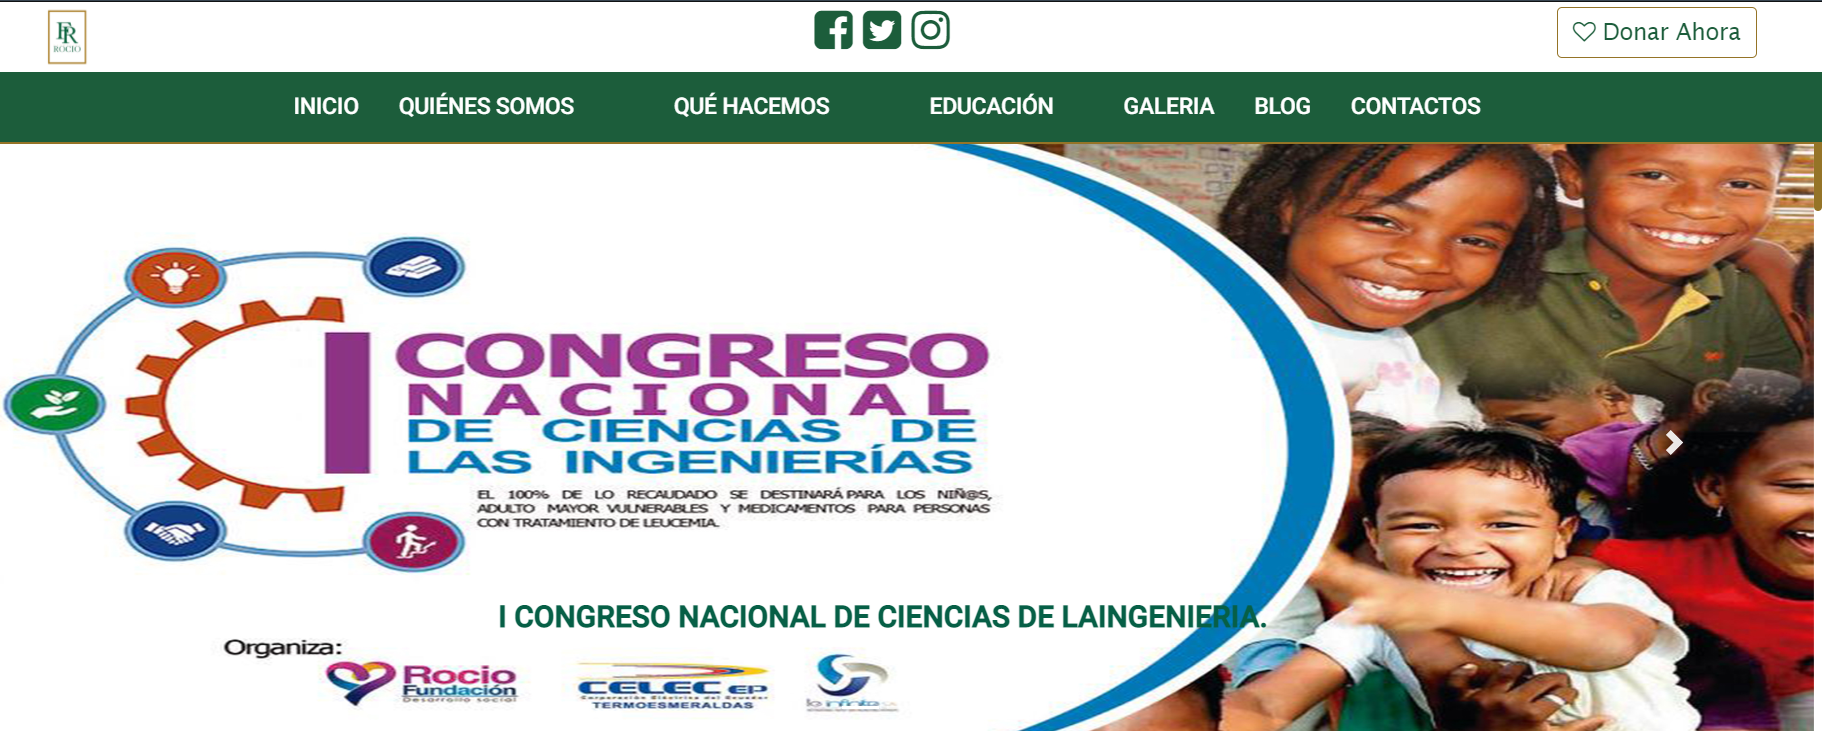 FR
ROCIO
Donar Ahora
INICIO QUIÉNES SOMOS QUÉ HACEMOS EDUCACIÓN GALERIA BLOG CONTACTOS
I CONGRESO
NACIONAL
DE CIENCIAS DE
LAS INGENIERÍAS
EL 100% DE LO RECAUDADO SE DESTINARÁ PARA LOS NIÑ@S,
ADULTO MAYOR VULNERABLES Y MEDICAMENTOS PARA PERSONAS
CON TRATAMIENTO DE LEUCEMIA.
I CONGRESO NACIONAL DE CIENCIAS DE LAINGENIERIA.
Organiza:
Rocio
Fundación
Desarrollo social
CELEC EP
Corporación Eléctrica del Ecuador
TERMOESMERALDAS